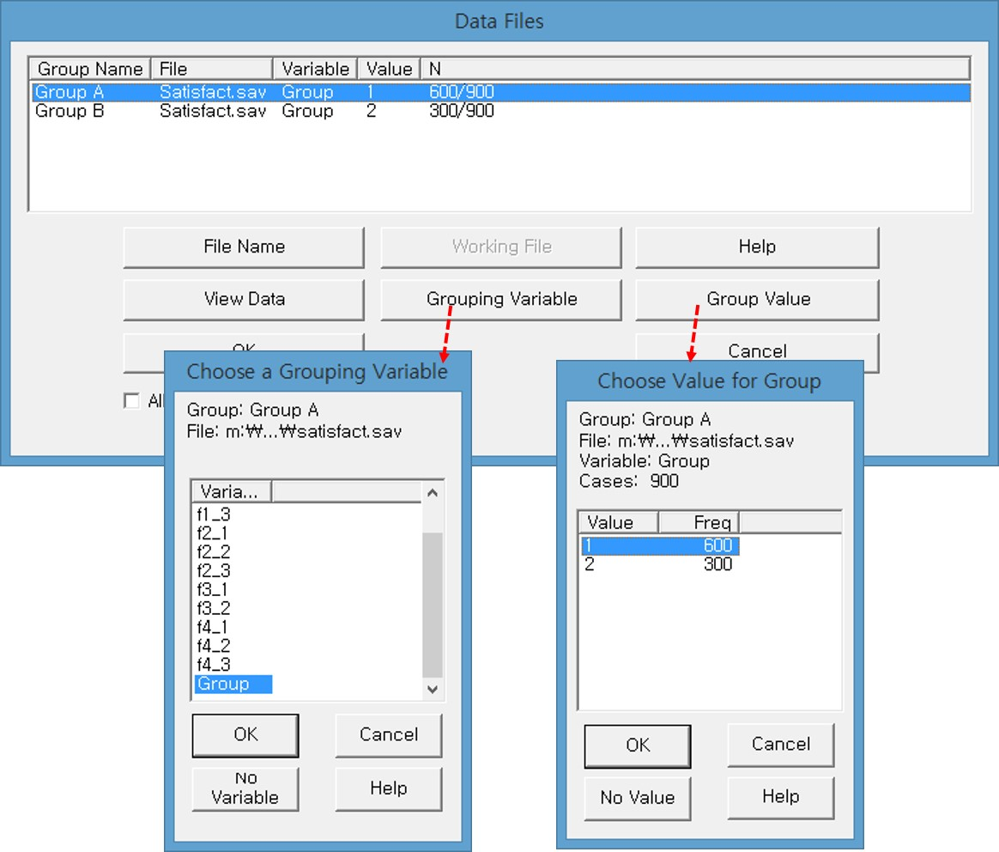 Data Files
Group Name File Variable Value N
Group A Satisfact.sav Group 1 600/900
Group B Satisfact.sav Group 2 300/900
File Name Working File Help
View Data Grouping Variable Group Value
OK Cancel
All
Choose a Grouping Variable
Group: Group A
File: m:₩...₩satisfact.sav
Varia...
f1_3
f2_1
f2_2
f2_3
f3_1
f3_2
f4_1
f4_2
f4_3
Group
OK Cancel
No
Variable
Help
Choose Value for Group
Group: Group A
File: m:₩...₩satisfact.sav
Variable: Group
Cases: 900
Value Freq
1 600
2 300
OK Cancel
No Value Help